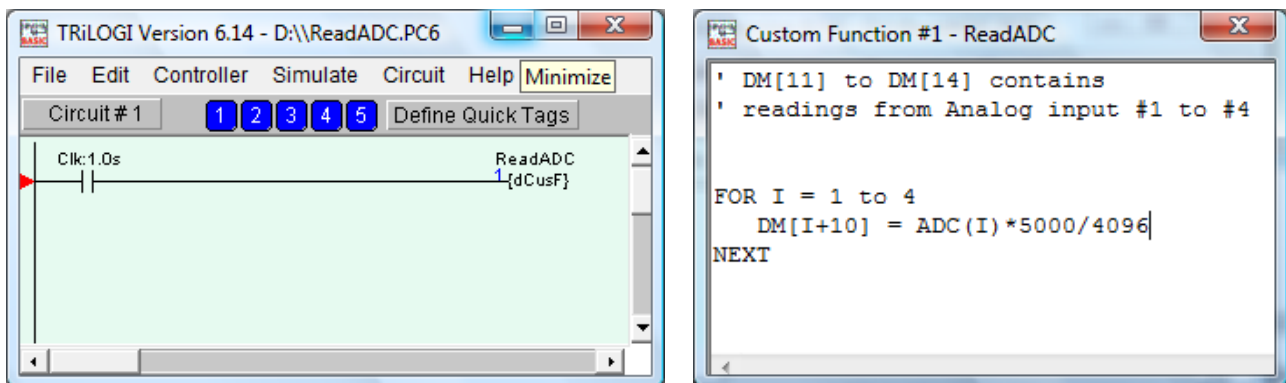 TRiLOGI Version 6.14 - D:\\ReadADC.PC6
File Edit Controller Simulate Circuit Help Minimize
Circuit # 1 1 2 3 4 5 Define Quick Tags
Clk:1.0s ReadADC
1 {dCusF}
Custom Function #1 - ReadADC
' DM[11] to DM[14] contains
' readings from Analog input #1 to #4
FOR I = 1 to 4
DM[I+10] = ADC(I)*5000/4096
NEXT